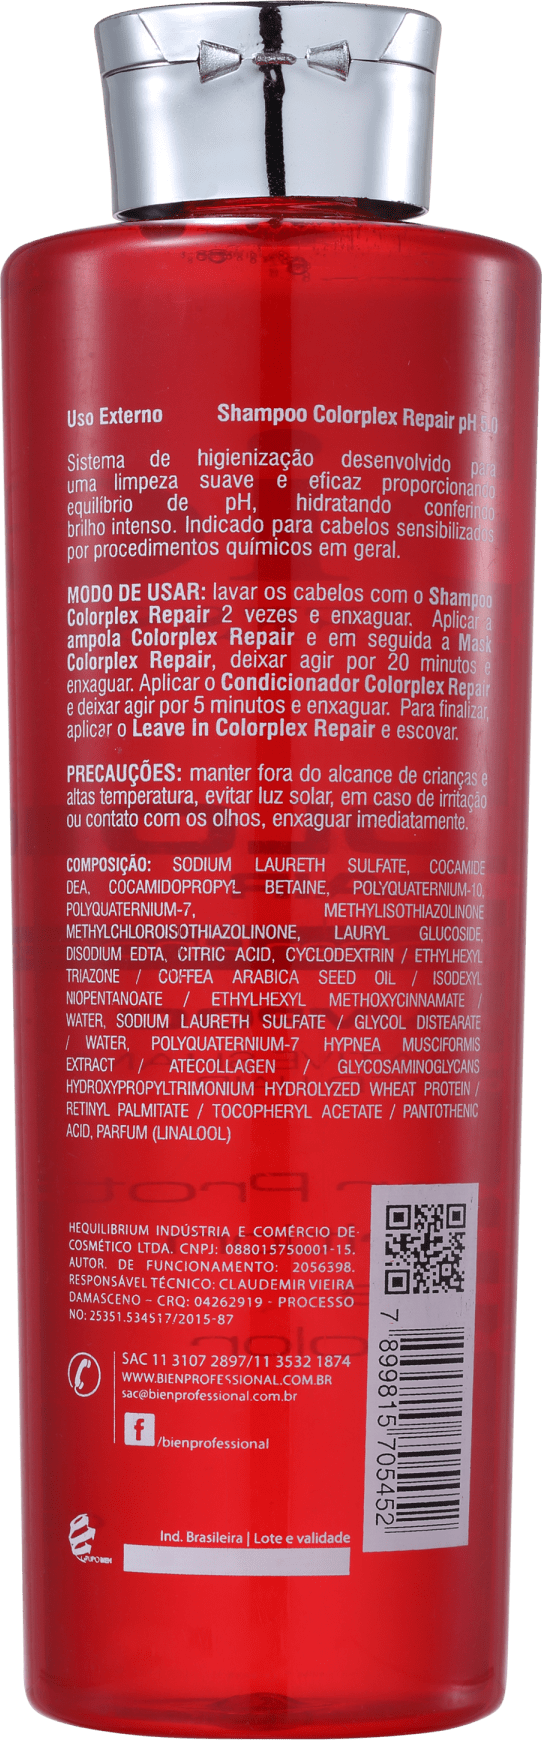 Uso Externo Shampoo Colorplex Repair pH 5.0
Sistema de higienização desenvolvido para
uma limpeza suave e eficaz proporcionando
equilíbrio de pH, hidratando conferindo
brilho intenso. Indicado para cabelos sensibilizados
por procedimentos químicos em geral.
MODO DE USAR: lavar os cabelos com o Shampoo
Colorplex Repair 2 vezes e enxaguar. Aplicar a
ampola Colorplex Repair e em seguida a Mask
Colorplex Repair, deixar agir por 20 minutos e
enxaguar. Aplicar o Condicionador Colorplex Repair
e deixar agir por 5 minutos e enxaguar. Para finalizar,
aplicar o Leave in Colorplex Repair e escovar.
PRECAUÇÕES: manter fora do alcance de crianças e
altas temperatura, evitar luz solar, em caso de irritação
ou contato com os olhos, enxaguar imediatamente.
COMPOSIÇÃO: SODIUM LAURETH SULFATE, COCAMIDE
DEA, COCAMIDOPROPYL BETAINE, POLYQUATERNIUM-10,
POLYQUATERNIUM-7, METHYLISOTHIAZOLINONE
METHYLCHLOROISOTHIAZOLINONE, LAURYL GLUCOSIDE,
DISODIUM EDTA, CITRIC ACID, CYCLODEXTRIN / ETHYLHEXYL
TRIAZONE / COFFEA ARABICA SEED OIL / ISODEXYL
NIOPENTANOATE / ETHYLHEXYL METHOXYCINNAMATE /
WATER, SODIUM LAURETH SULFATE / GLYCOL DISTEARATE
/ WATER, POLYQUATERNIUM-7 HYPNEA MUSCIFORMIS
EXTRACT / ATECOLLAGEN / GLYCOSAMINOGLYCANS
HYDROXYPROPYLTRIMONIUM HYDROLYZED WHEAT PROTEIN /
RETINYL PALMITATE / TOCOPHERYL ACETATE / PANTOTHENIC
ACID, PARFUM (LINALOOL)
HEQUILIBRIUM INDÚSTRIA E COMÉRCIO DE
COSMÉTICO LTDA. CNPJ: 088015750001-15.
AUTOR. DE FUNCIONAMENTO: 2056398.
RESPONSÁVEL TÉCNICO: CLAUDEMIR VIEIRA
DAMASCENO – CRQ: 04262919 - PROCESSO
NO: 25351.534517/2015-87
SAC 11 3107 2897/11 3532 1874
WWW.BIENPROFESSIONAL.COM.BR
sac@bienprofessional.com.br
f /bienprofessional
7 899815 705452
GRUPO BIEN
Ind. Brasileira | Lote e validade